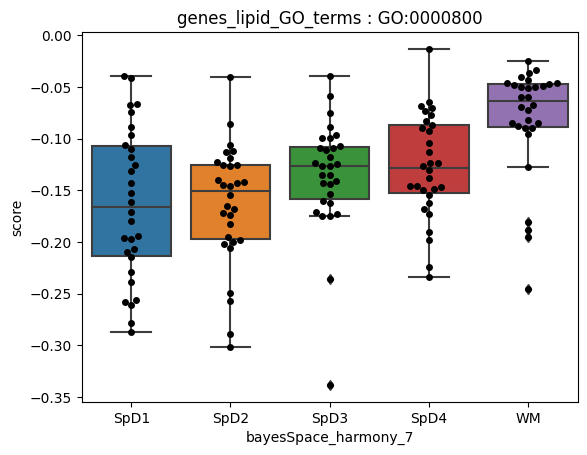 genes_lipid_GO_terms : GO:0000800
0.00
−0.05
−0.10
−0.15
−0.20
−0.25
−0.30
−0.35
score
SpD1 SpD2 SpD3 SpD4 WM
bayesSpace_harmony_7